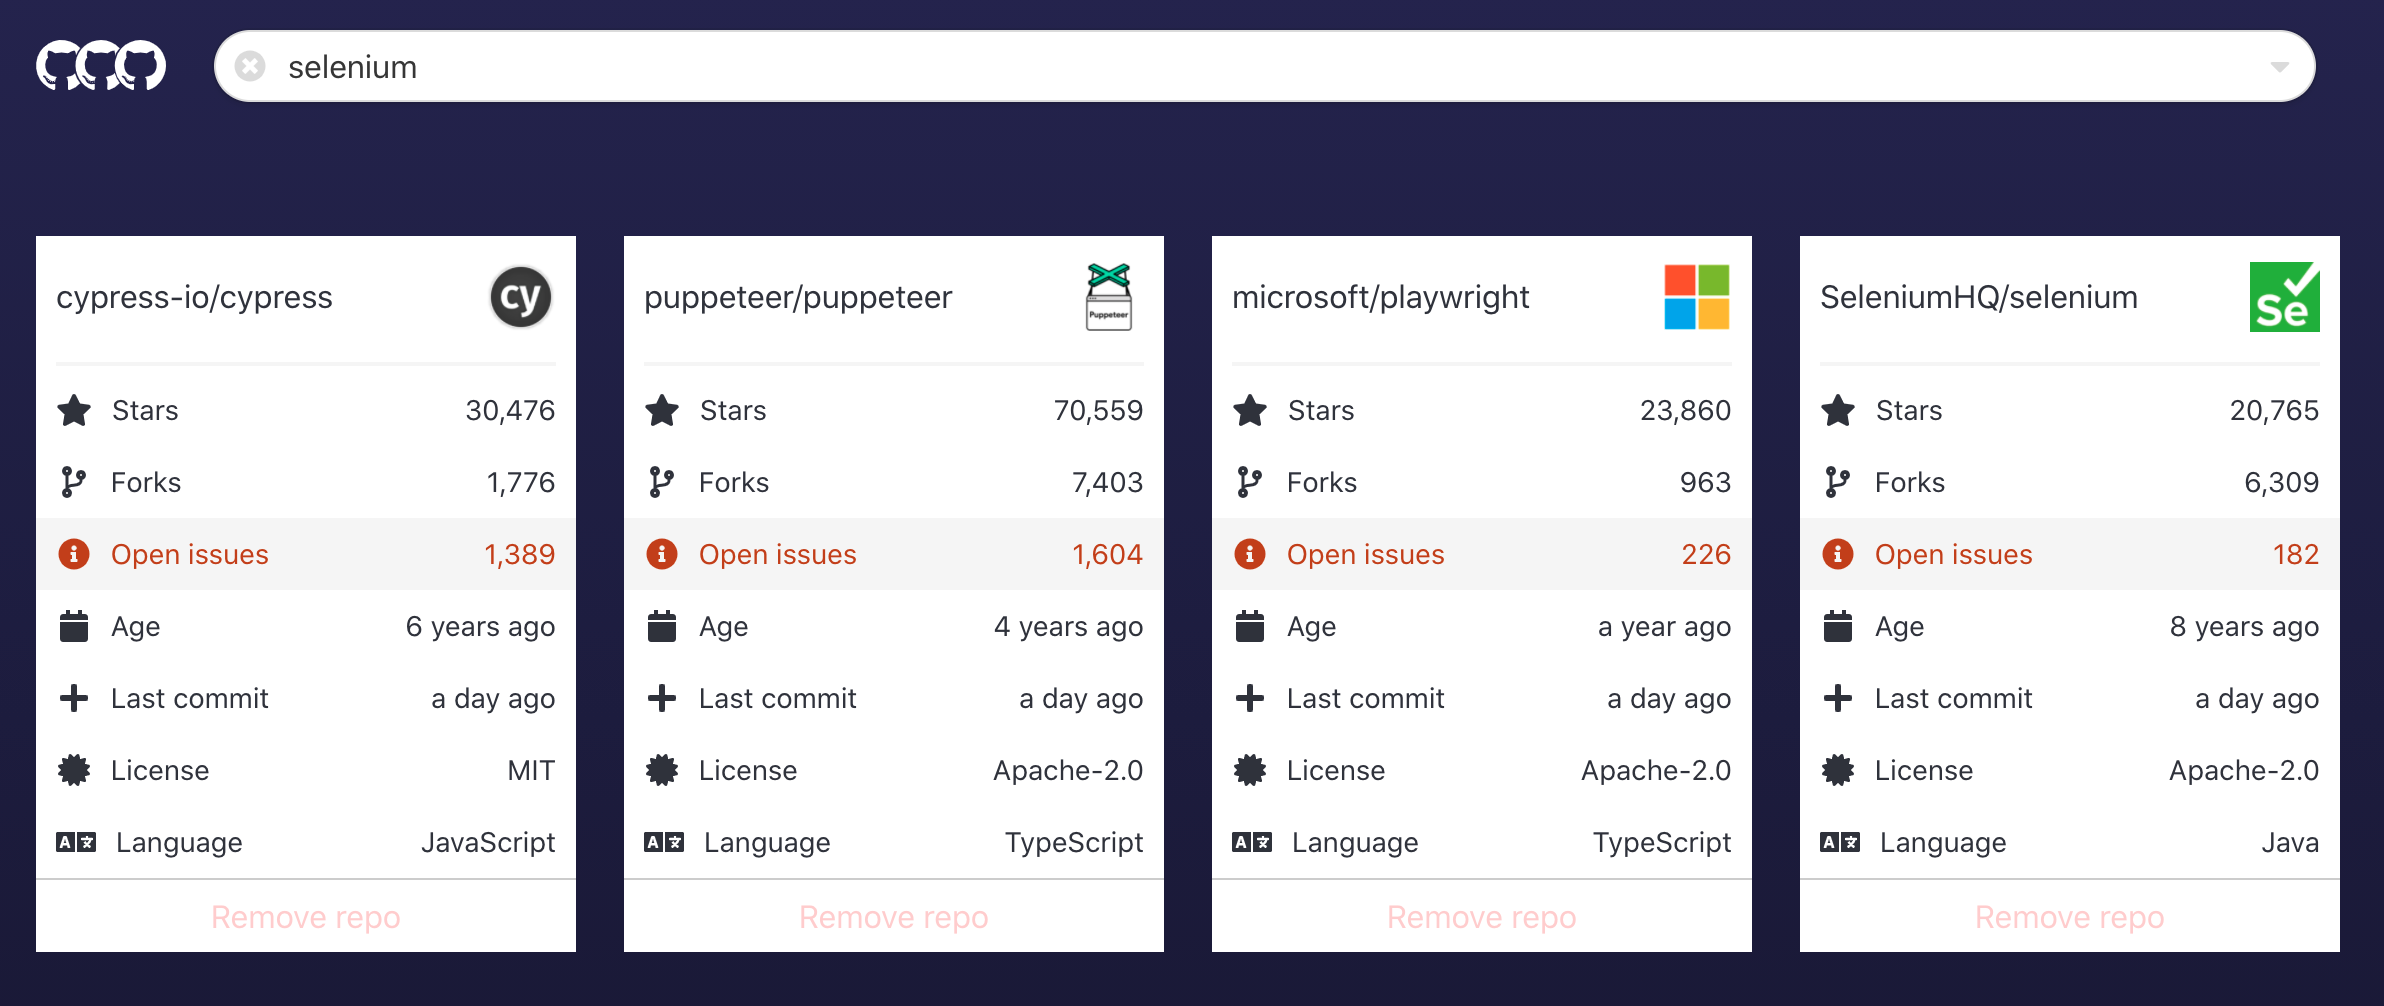 selenium
cypress-io/cypress
cy
Stars 30,476
Forks 1,776
Open issues 1,389
Age 6 years ago
Last commit a day ago
License MIT
Language JavaScript
Remove repo
puppeteer/puppeteer
Puppeteer
Stars 70,559
Forks 7,403
Open issues 1,604
Age 4 years ago
Last commit a day ago
License Apache-2.0
Language TypeScript
Remove repo
microsoft/playwright
Stars 23,860
Forks 963
Open issues 226
Age a year ago
Last commit a day ago
License Apache-2.0
Language TypeScript
Remove repo
SeleniumHQ/selenium
Se
Stars 20,765
Forks 6,309
Open issues 182
Age 8 years ago
Last commit a day ago
License Apache-2.0
Language Java
Remove repo